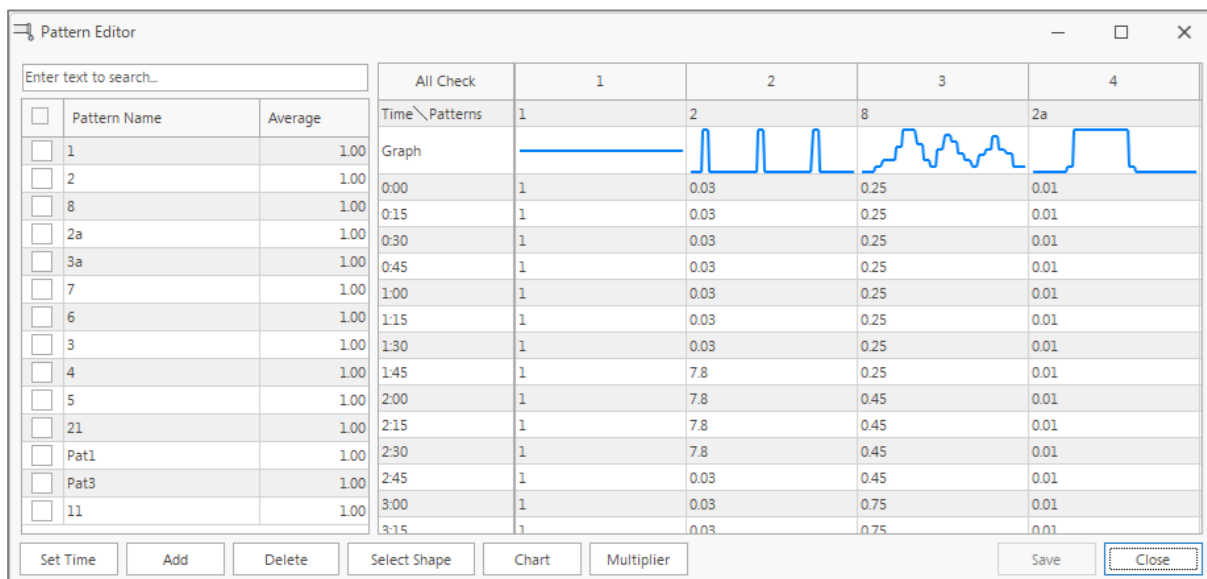 Pattern Editor
Enter text to search...
Pattern Name Average
1 1.00
2 1.00
8 1.00
2a 1.00
3a 1.00
7 1.00
6 1.00
3 1.00
4 1.00
5 1.00
21 1.00
Pat1 1.00
Pat3 1.00
11 1.00
All Check 1 2 3 4
Time\Patterns 1 2 8 2a
Graph
0:00 1 0.03 0.25 0.01
0:15 1 0.03 0.25 0.01
0:30 1 0.03 0.25 0.01
0:45 1 0.03 0.25 0.01
1:00 1 0.03 0.25 0.01
1:15 1 0.03 0.25 0.01
1:30 1 0.03 0.25 0.01
1:45 1 7.8 0.25 0.01
2:00 1 7.8 0.45 0.01
2:15 1 7.8 0.45 0.01
2:30 1 7.8 0.45 0.01
2:45 1 0.03 0.45 0.01
3:00 1 0.03 0.75 0.01
3:15 1 0.03 0.75 0.01
Set Time Add Delete Select Shape Chart Multiplier Save Close